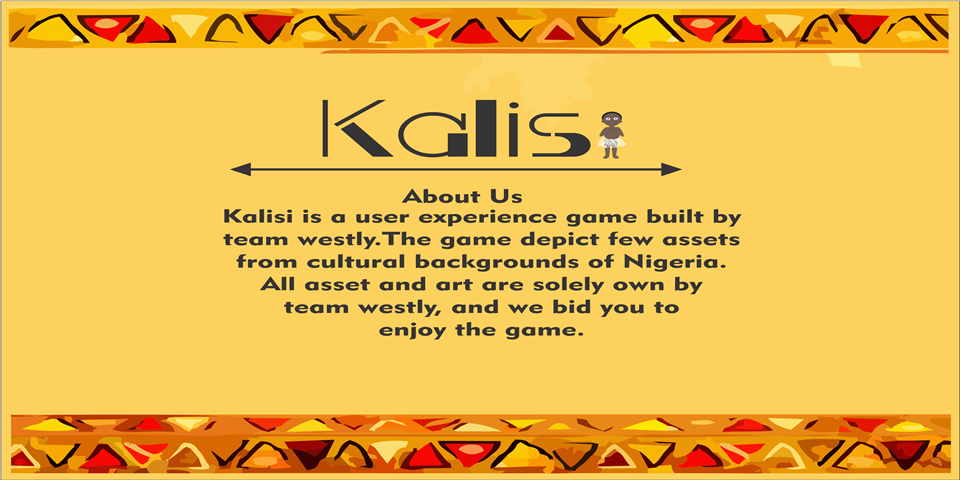 Kalisi
About Us
Kalisi is a user experience game built by
team westly.The game depict few assets
from cultural backgrounds of Nigeria.
All asset and art are solely own by
team westly, and we bid you to
enjoy the game.